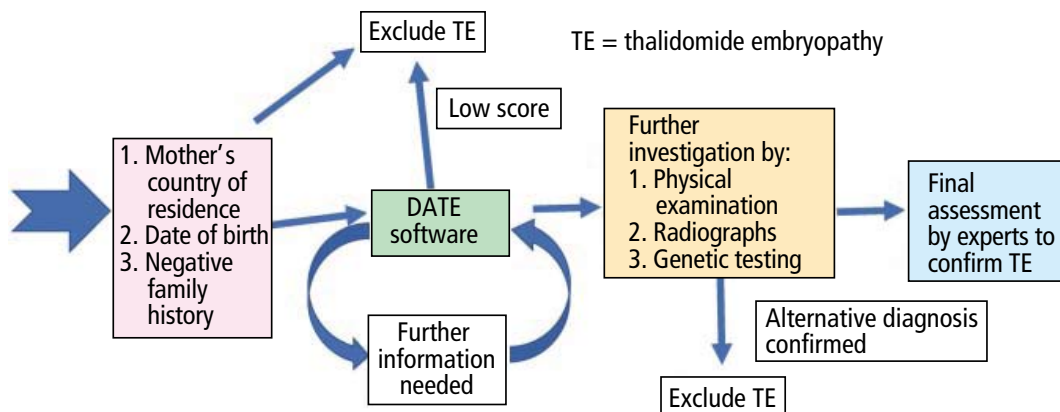 Exclude TE
TE = thalidomide embryopathy
Low score
1. Mother's
country of
residence
2. Date of birth
3. Negative
family
history
DATE
software
Further
information
needed
Further
investigation by:
1. Physical
examination
2. Radiographs
3. Genetic testing
Final
assessment
by experts to
confirm TE
Alternative diagnosis
confirmed
Exclude TE